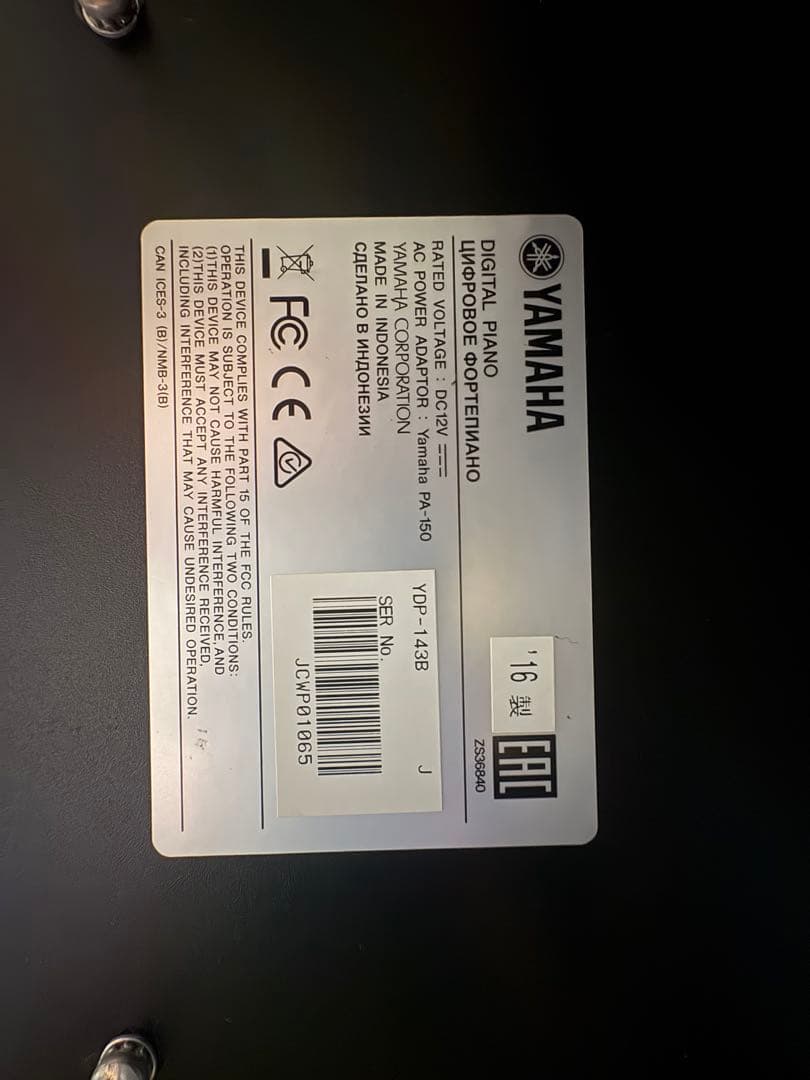 YAMAHA
'16 製
EAC
DIGITAL PIANO
ЦИФРОВОЕ ФОРТЕПИАНО
ZS36840
RATED VOLTAGE : DC12V
AC POWER ADAPTOR : Yamaha PA-150
YAMAHA CORPORATION
MADE IN INDONESIA
СДЕЛАНО В ИНДОНЕЗИИ
YDP-143B J
SER No.
JCWP01065
FC CE
THIS DEVICE COMPLIES WITH PART 15 OF THE FCC RULES.
OPERATION IS SUBJECT TO THE FOLLOWING TWO CONDITIONS:
(1)THIS DEVICE MAY NOT CAUSE HARMFUL INTERFERENCE, AND
(2)THIS DEVICE MUST ACCEPT ANY INTERFERENCE RECEIVED,
INCLUDING INTERFERENCE THAT MAY CAUSE UNDESIRED OPERATION.
CAN ICES-3 (B)/NMB-3(B)